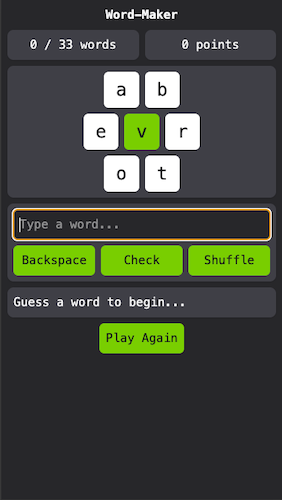 Word-Maker
0 / 33 words
0 points
a b
e v r
o t
Type a word...
Backspace Check Shuffle
Guess a word to begin...
Play Again